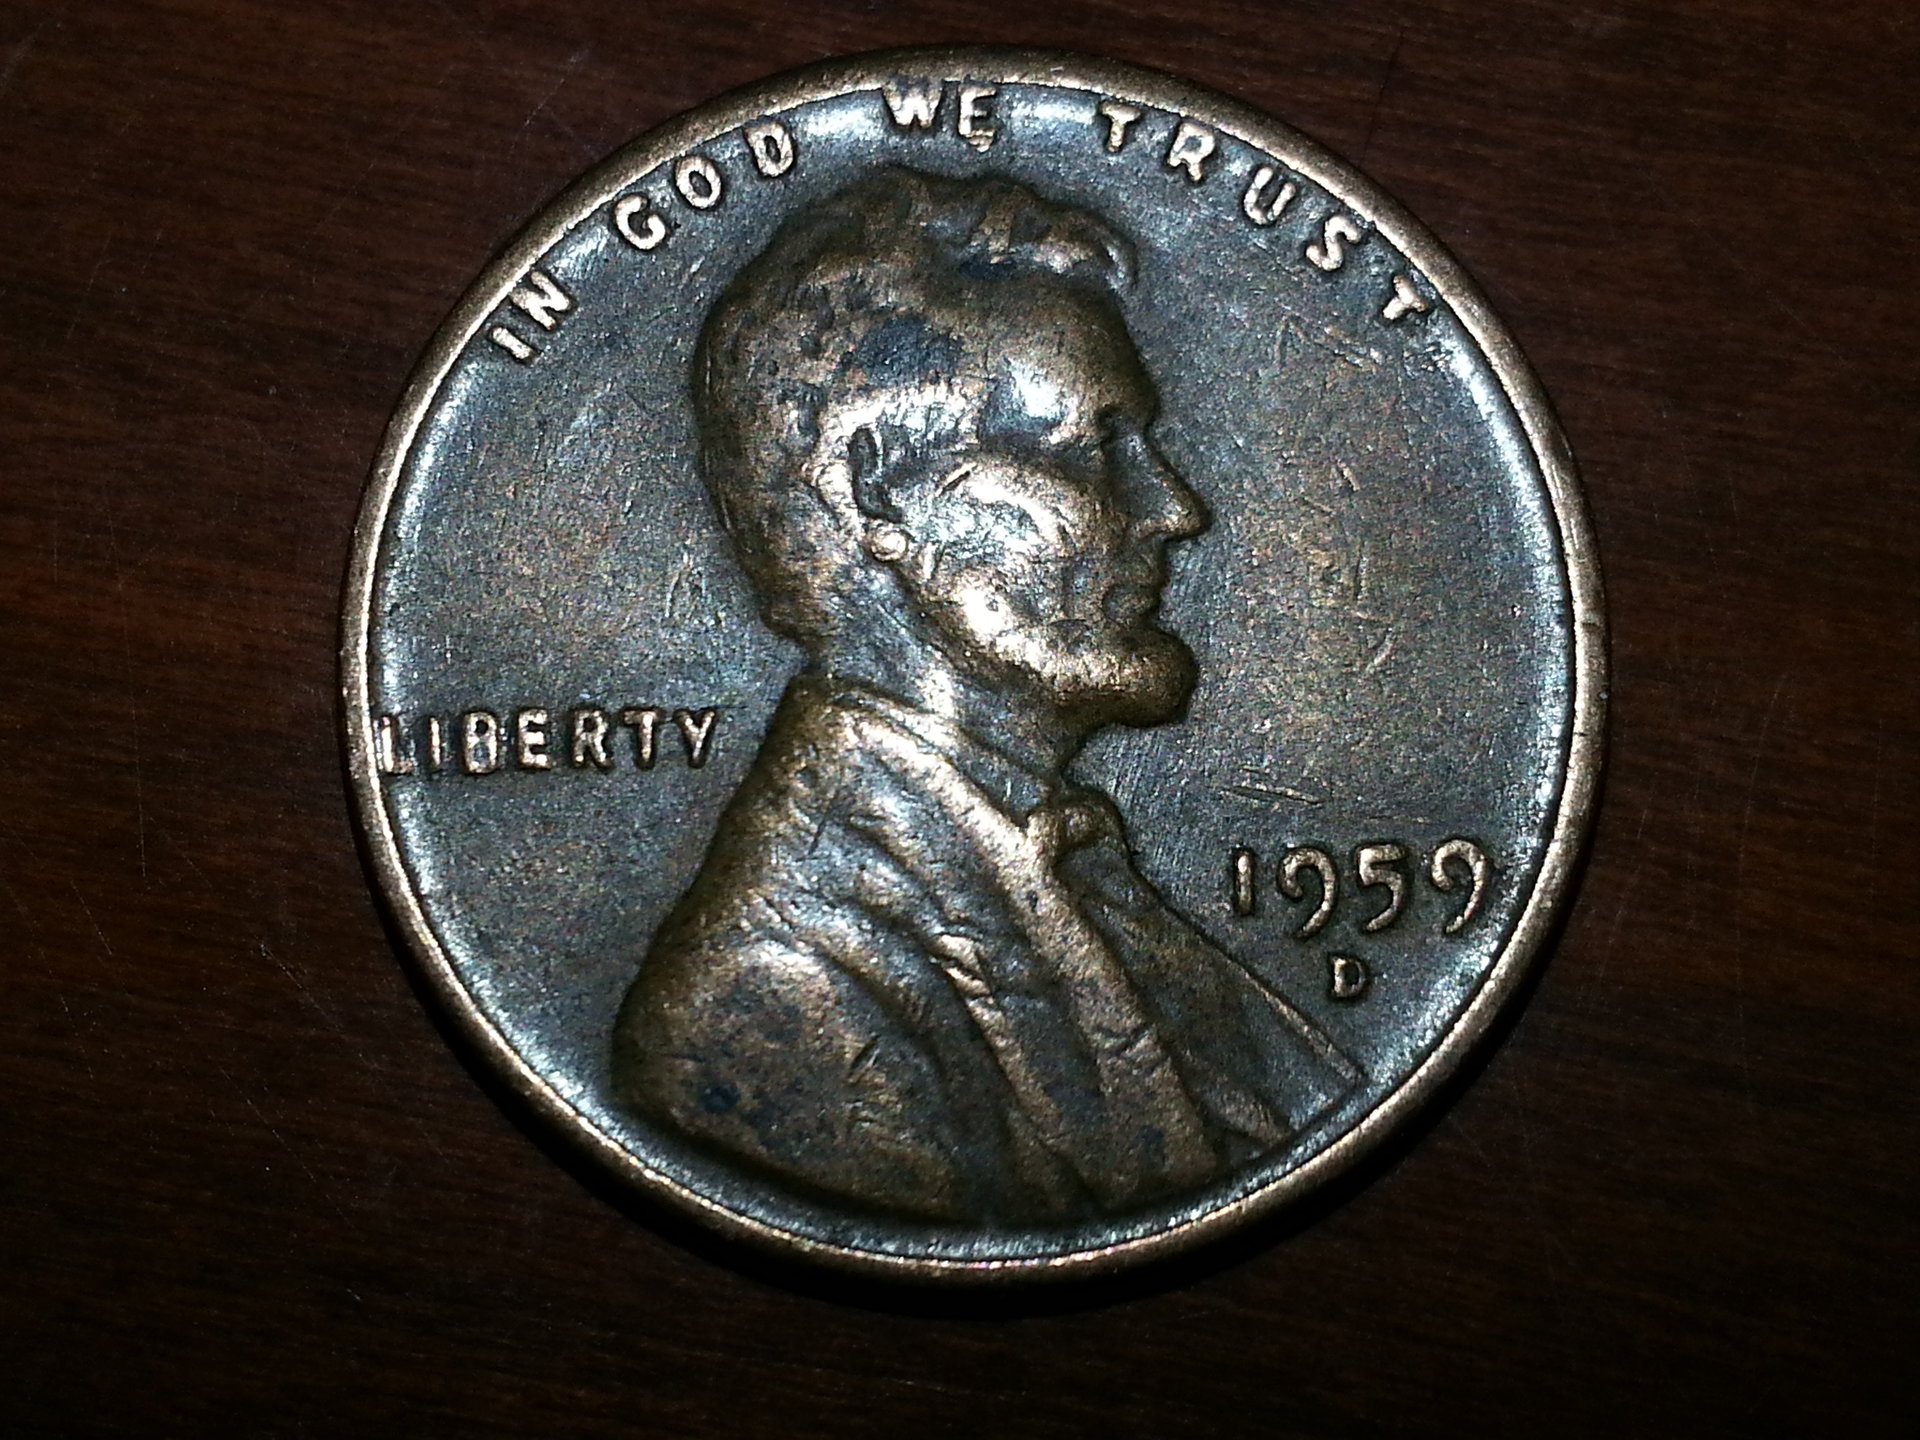 IN GOD WE TRUST
LIBERTY
1959
D